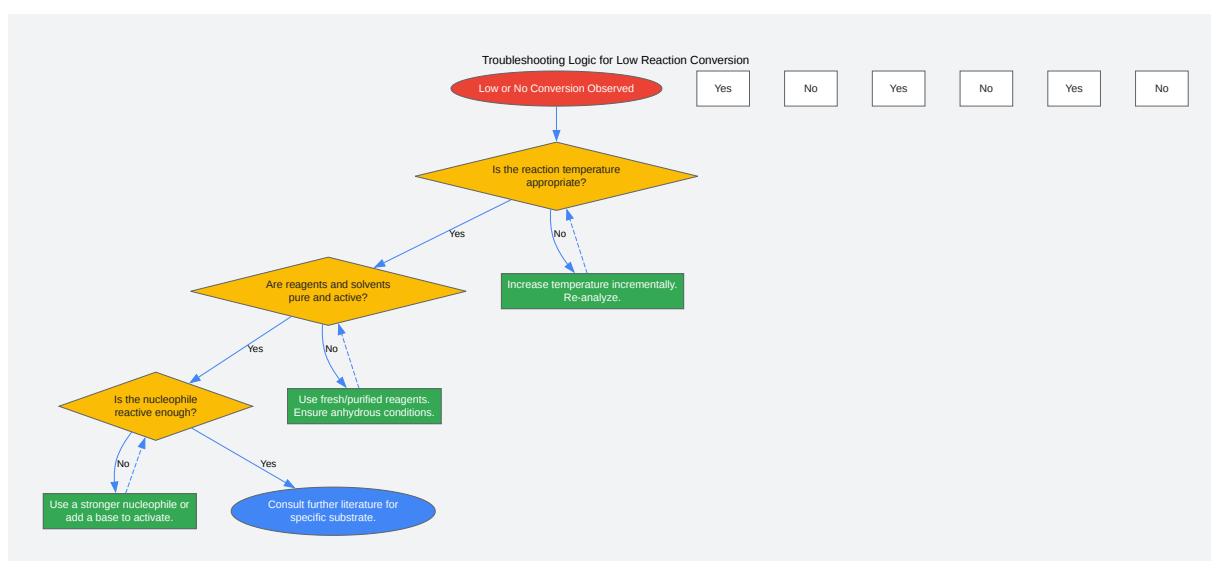 Troubleshooting Logic for Low Reaction Conversion
Low or No Conversion Observed
Yes
No
Yes
No
Yes
No
Is the reaction temperature
appropriate?
Yes
No
Are reagents and solvents
pure and active?
Increase temperature incrementally.
Re-analyze.
Yes
No
Is the nucleophile
reactive enough?
Use fresh/purified reagents.
Ensure anhydrous conditions.
No
Yes
Use a stronger nucleophile or
add a base to activate.
Consult further literature for
specific substrate.